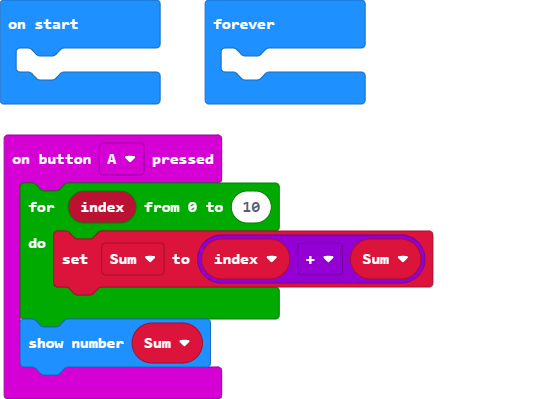 on start
forever
on button A pressed
for index from 0 to 10
do
set Sum to index + Sum
show number Sum